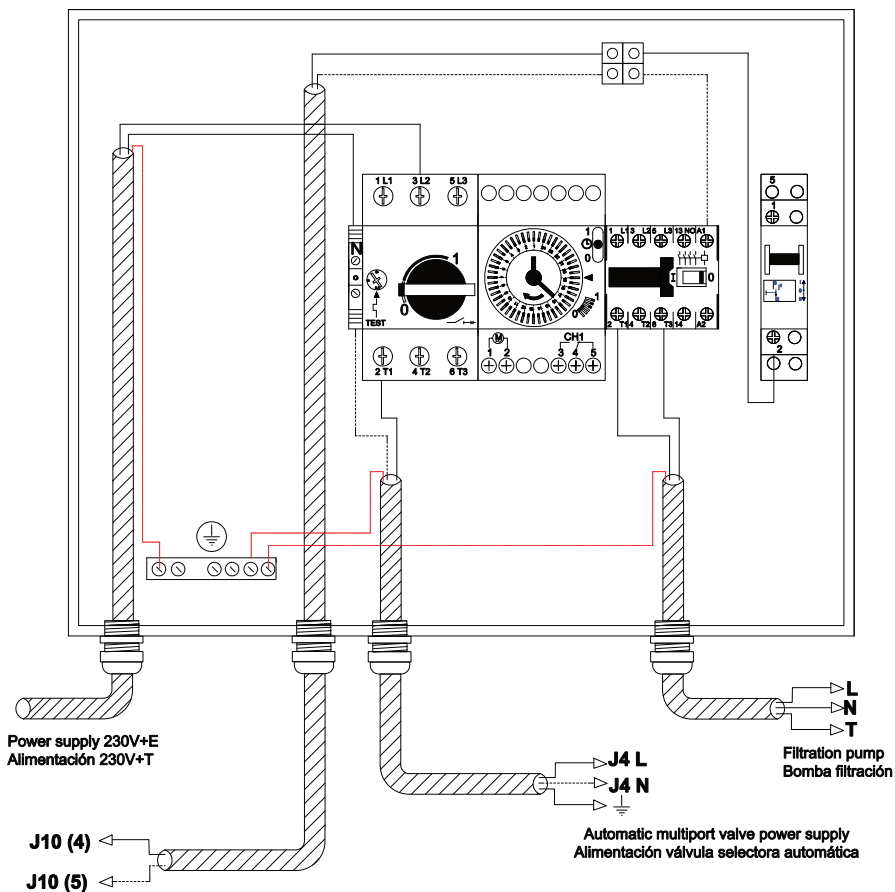 1 L1 3 L2 5 L3
N
1
0
TEST
2 T1 4 T2 6 T3
1
0
0 1
M
1 2
CH1
3 4 5
1 L1 3 L2 5 L3 13 NO A1
I 0
2 T1 4 T2 6 T3 14 A2
5
1
2
Power supply 230V+E
Alimentación 230V+T
J10 (4)
J10 (5)
J4 L
J4 N
Automatic multiport valve power supply
Alimentación válvula selectora automática
L
N
T
Filtration pump
Bomba filtración